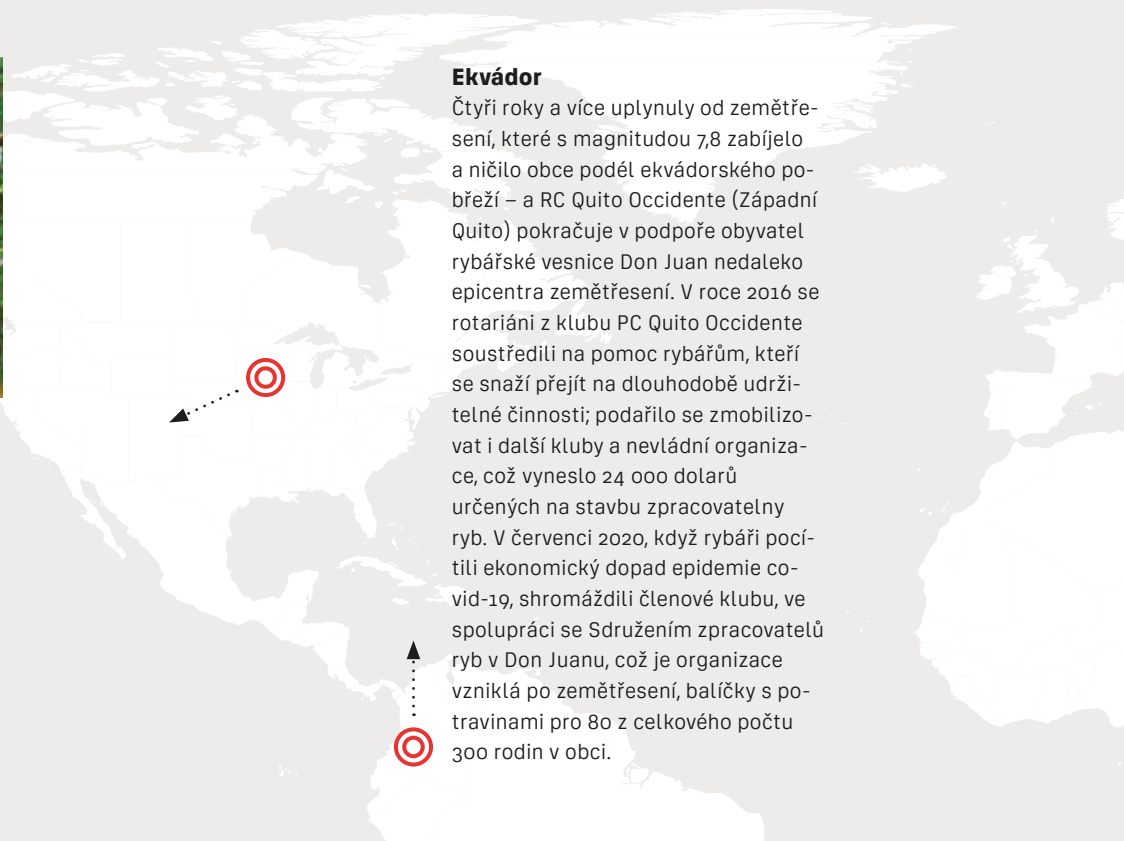 Ekvádor
Čtyři roky a více uplynuly od zemětře-
sení, které s magnitudou 7,8 zabíjelo
a ničilo obce podél ekvádorského po-
břeží – a RC Quito Occidente (Západní
Quito) pokračuje v podpoře obyvatel
rybářské vesnice Don Juan nedaleko
epicentra zemětřesení. V roce 2016 se
rotariáni z klubu PC Quito Occidente
soustředili na pomoc rybářům, kteří
se snaží přejít na dlouhodobě udrži-
telné činnosti; podařilo se zmobilizo-
vat i další kluby a nevládní organiza-
ce, což vyneslo 24 000 dolarů
určených na stavbu zpracovatelny
ryb. V červenci 2020, když rybáři pocí-
tili ekonomický dopad epidemie co-
vid-19, shromáždili členové klubu, ve
spolupráci se Sdružením zpracovatelů
ryb v Don Juanu, což je organizace
vzniklá po zemětřesení, balíčky s po-
travinami pro 80 z celkového počtu
300 rodin v obci.